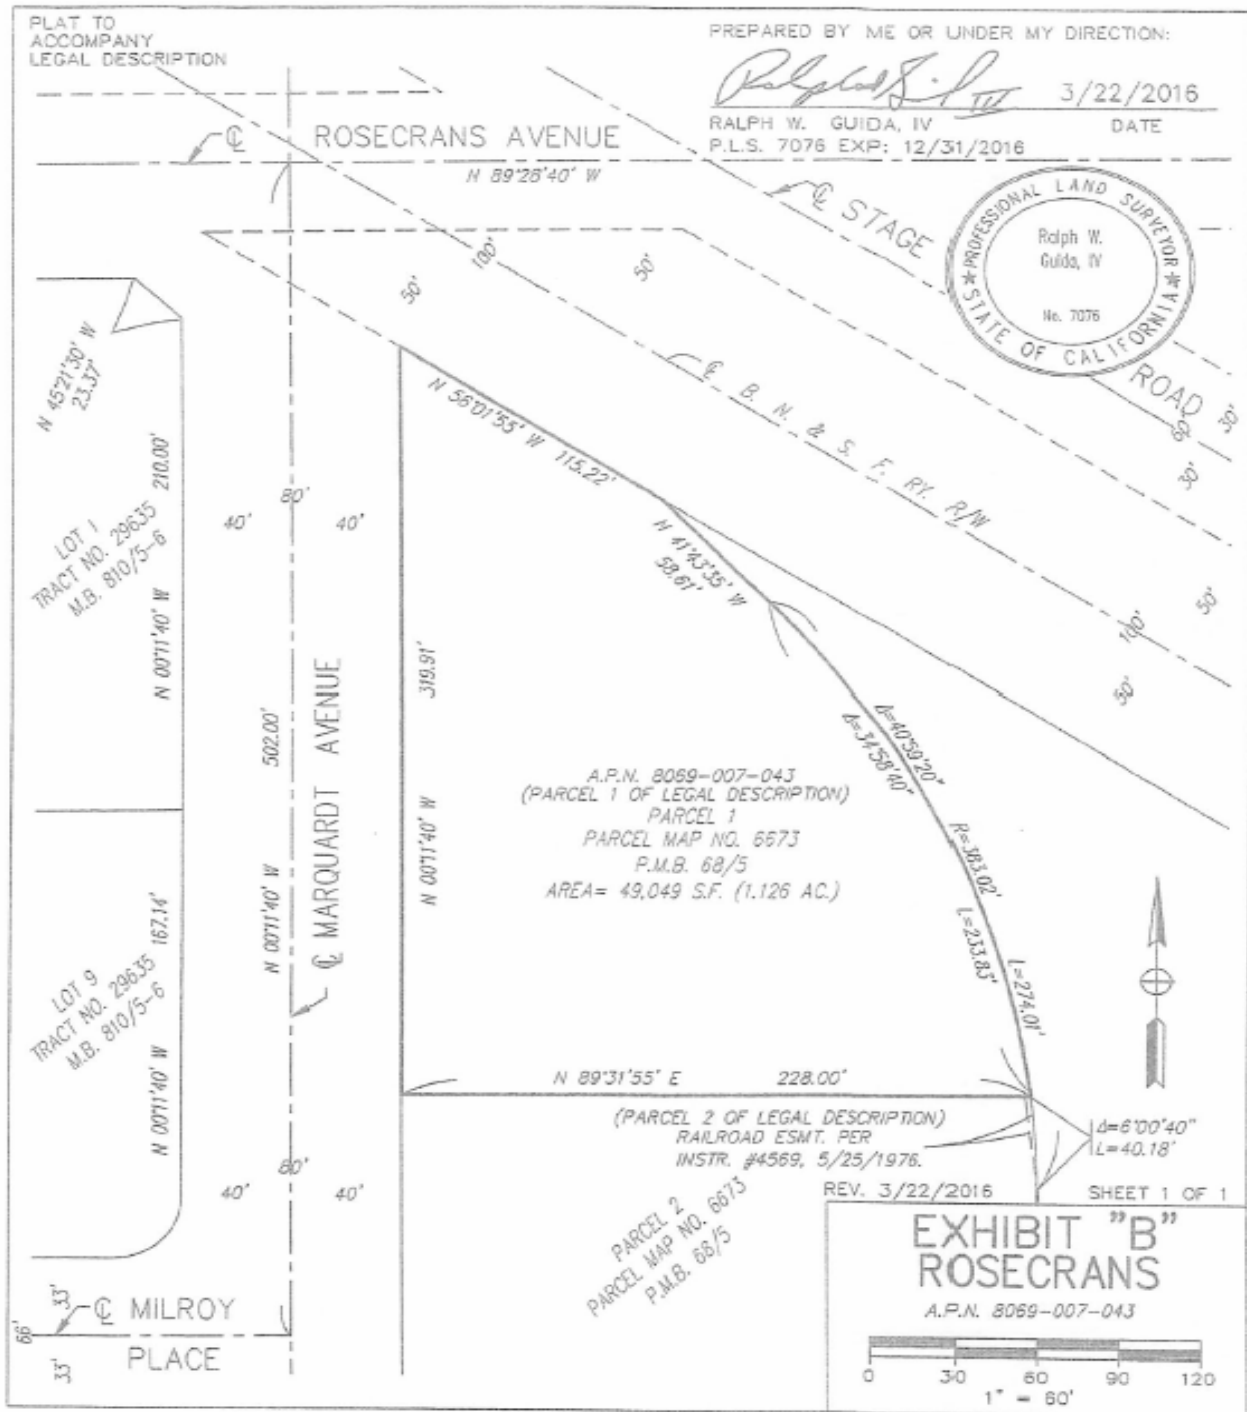 PLAT TO
ACCOMPANY
LEGAL DESCRIPTION
PREPARED BY ME OR UNDER MY DIRECTION:
3/22/2016
RALPH W. GUIDA, IV
DATE
P.L.S. 7076 EXP: 12/31/2016
℄ ROSECRANS AVENUE
N 89°28'40" W
℄ STAGE ROAD
PROFESSIONAL LAND SURVEYOR
Ralph W.
Guida, IV
No. 7076
STATE OF CALIFORNIA
50'
100'
50'
30'
60'
30'
℄ B. N. & S. F. RY. R/W
50'
100'
50'
N 45°21'30" W
23.37'
N 56°01'55" W 115.22'
N 41°43'35" W
58.61'
LOT 1
TRACT NO. 29635
M.B. 810/5-6
N 00°11'40" W 210.00'
80'
40'
40'
N 00°11'40" W 502.00'
℄ MARQUARDT AVENUE
N 00°11'40" W 319.91'
Δ=40°59'20"
Δ=34°58'40"
R=383.02'
L=233.83'
L=274.01'
A.P.N. 8069-007-043
(PARCEL 1 OF LEGAL DESCRIPTION)
PARCEL 1
PARCEL MAP NO. 6673
P.M.B. 68/5
AREA= 49,049 S.F. (1.126 AC.)
LOT 9
TRACT NO. 29635
M.B. 810/5-6
N 00°11'40" W 167.14'
N 89°31'55" E 228.00'
(PARCEL 2 OF LEGAL DESCRIPTION)
RAILROAD ESMT. PER
INSTR. #4569, 5/25/1976.
Δ=6°00'40"
L=40.18'
80'
40'
40'
PARCEL 2
PARCEL MAP NO. 6673
P.M.B. 68/5
REV. 3/22/2016
SHEET 1 OF 1
33'
66'
33'
℄ MILROY
PLACE
EXHIBIT "B"
ROSECRANS
A.P.N. 8069-007-043
0 30 60 90 120
1" = 60'